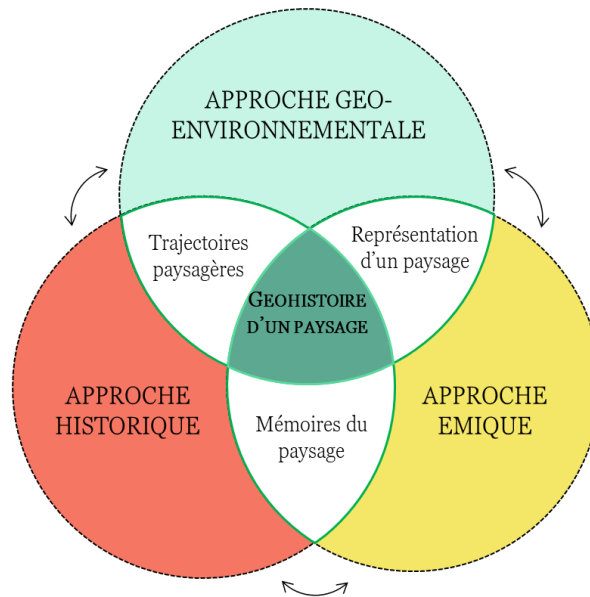 APPROCHE GEO-
ENVIRONNEMENTALE
Trajectoires
paysagères
Représentation
d'un paysage
GEOHISTOIRE
D'UN PAYSAGE
APPROCHE
HISTORIQUE
APPROCHE
EMIQUE
Mémoires du
paysage